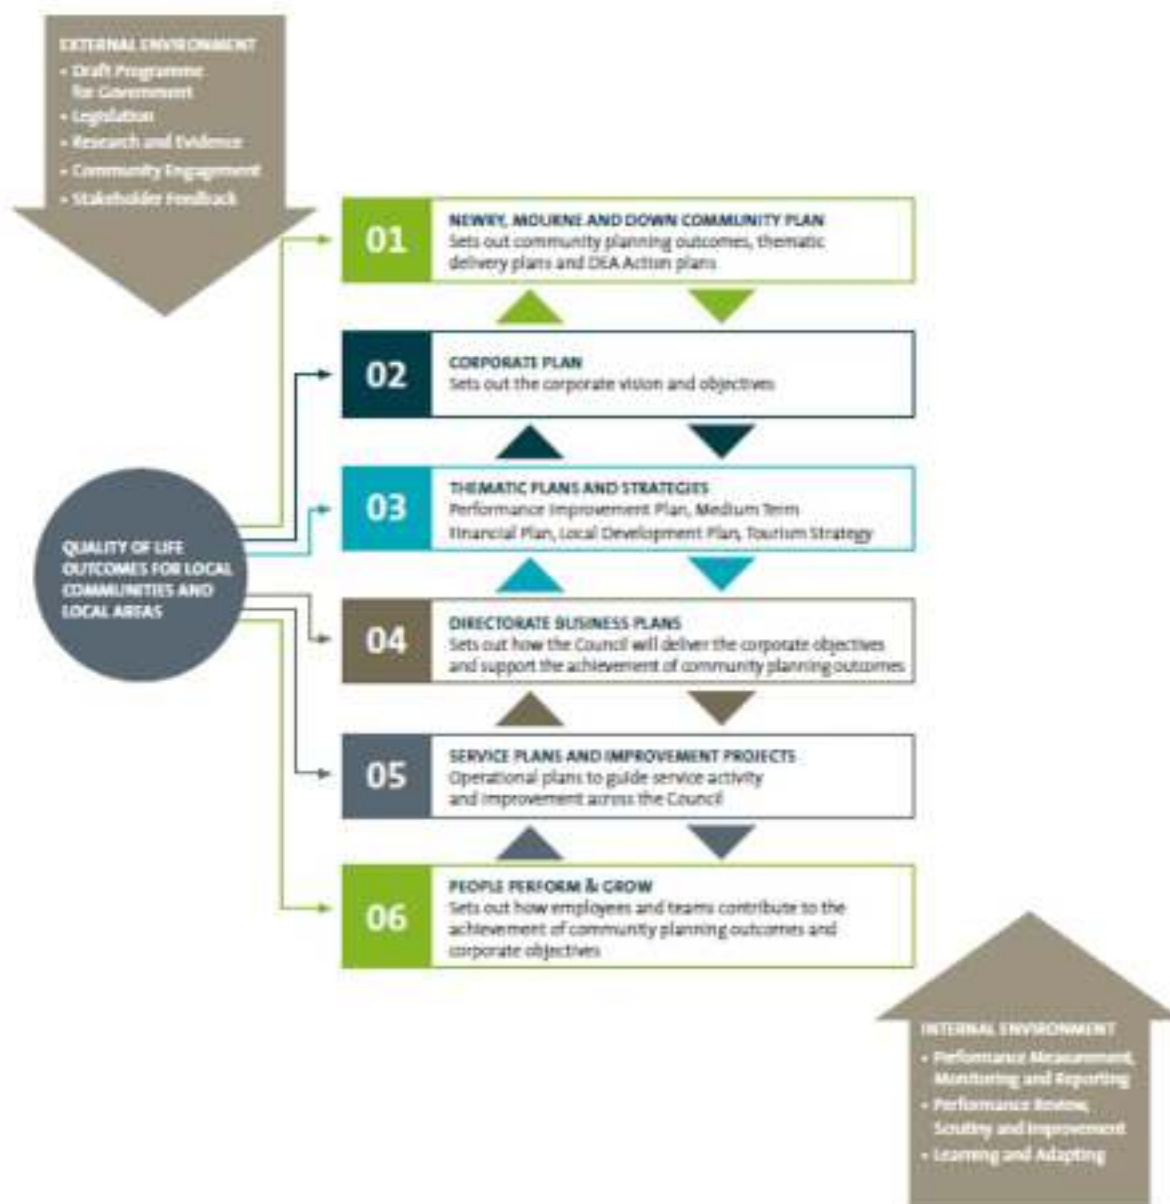 EXTERNAL ENVIRONMENT
• Draft Programme
for Government
• Legislation
• Research and Evidence
• Community Engagement
• Stakeholder Feedback
01
NEWRY, MOURNE AND DOWN COMMUNITY PLAN
Sets out community planning outcomes, thematic
delivery plans and DEA Action plans
02
CORPORATE PLAN
Sets out the corporate vision and objectives
03
THEMATIC PLANS AND STRATEGIES
Performance Improvement Plan, Medium Term
Financial Plan, Local Development Plan, Tourism Strategy
QUALITY OF LIFE
OUTCOMES FOR LOCAL
COMMUNITIES AND
LOCAL AREAS
04
DIRECTORATE BUSINESS PLANS
Sets out how the Council will deliver the corporate objectives
and support the achievement of community planning outcomes
05
SERVICE PLANS AND IMPROVEMENT PROJECTS
Operational plans to guide service activity
and improvement across the Council
06
PEOPLE PERFORM & GROW
Sets out how employees and teams contribute to the
achievement of community planning outcomes and
corporate objectives
INTERNAL ENVIRONMENT
• Performance Measurement,
Monitoring and Reporting
• Performance Review,
Scrutiny and Improvement
• Learning and Adapting